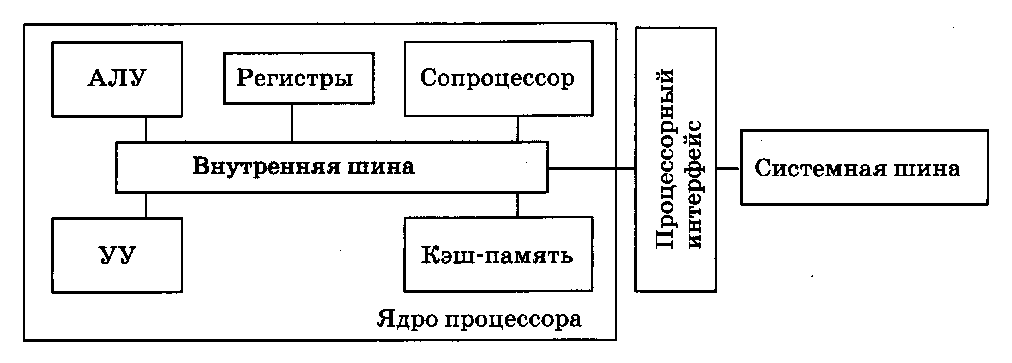 АЛУ
Регистры
Сопроцессор
Внутренняя шина
УУ
Кэш-память
Ядро процессора
Процессорный
интерфейс
Системная шина